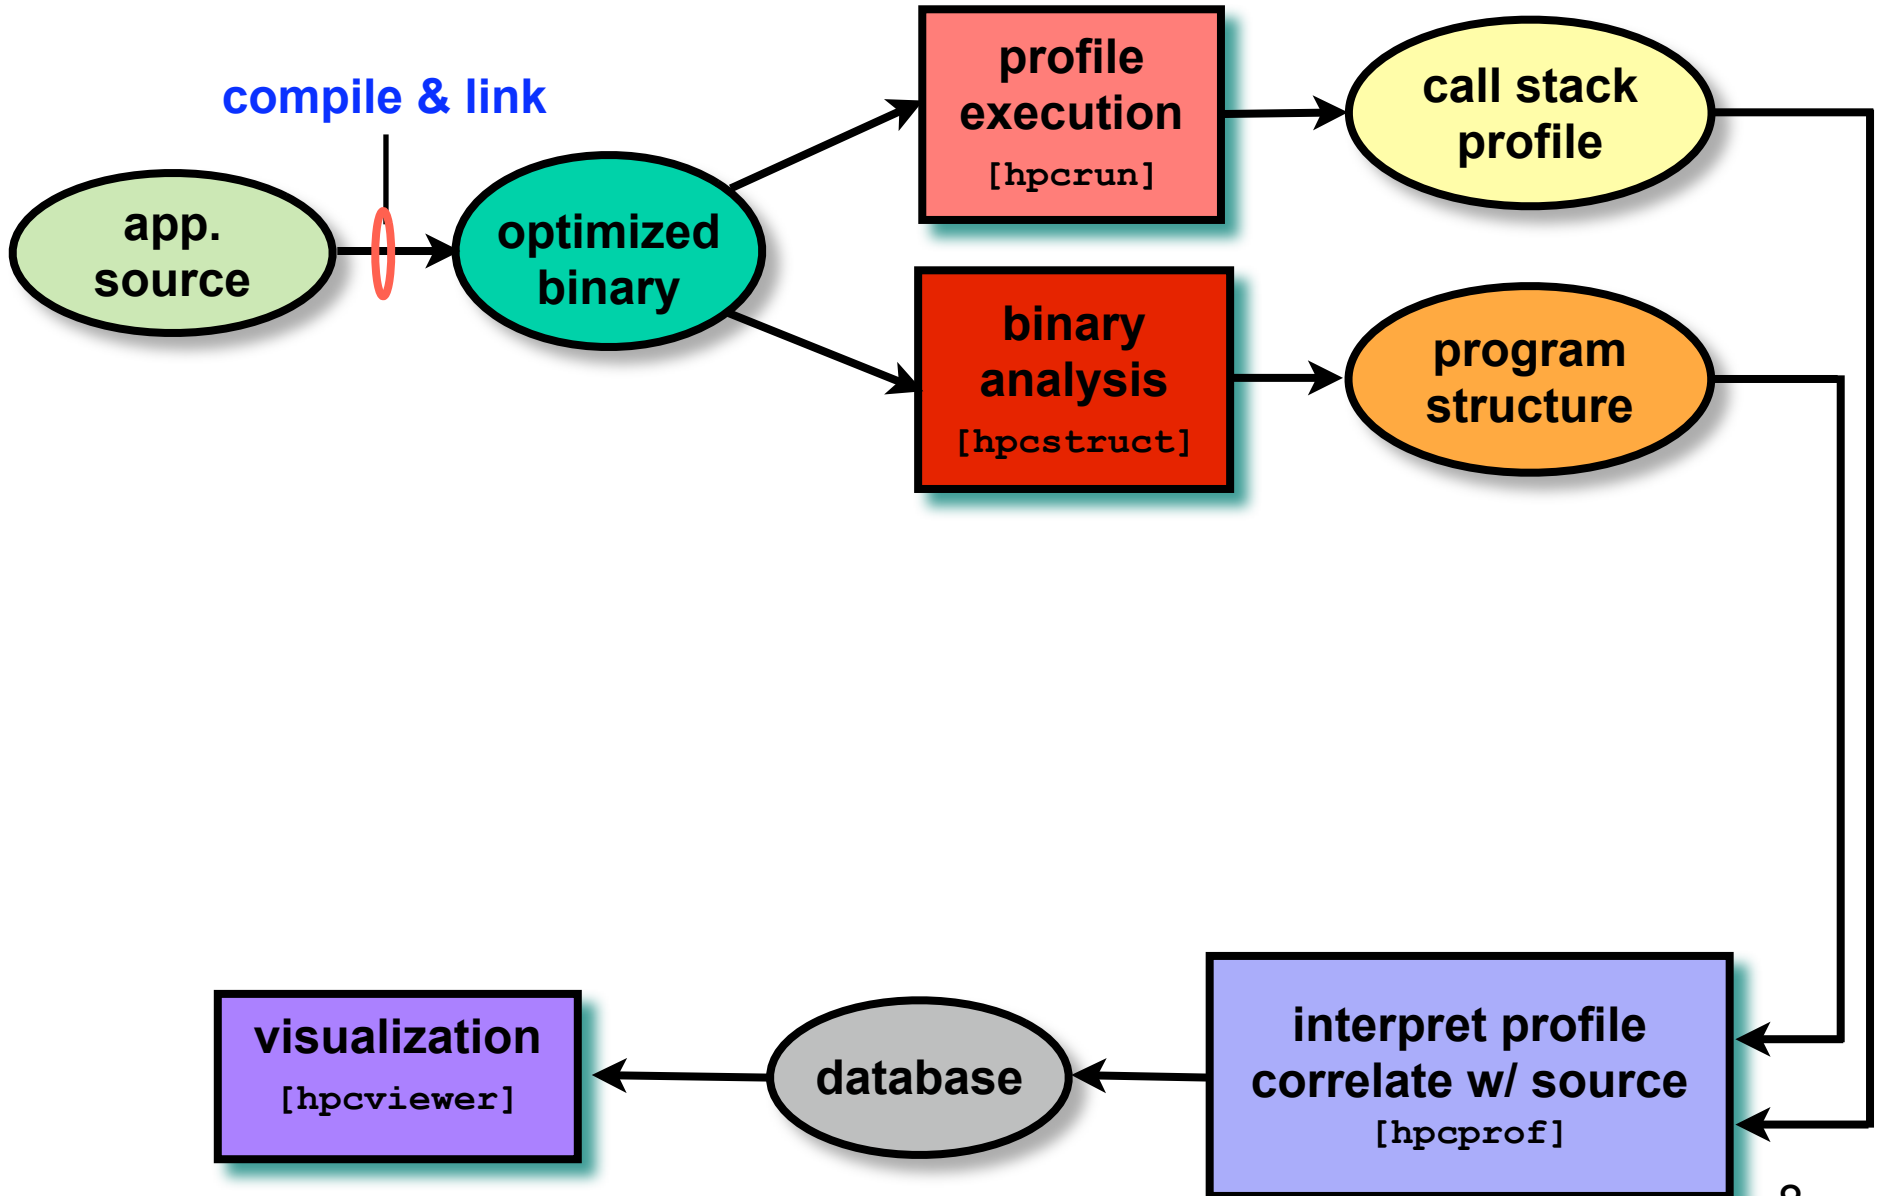 compile & link
app.
source
optimized
binary
profile
execution
[hpcrun]
call stack
profile
binary
analysis
[hpcstruct]
program
structure
visualization
[hpcviewer]
database
interpret profile
correlate w/ source
[hpcprof]